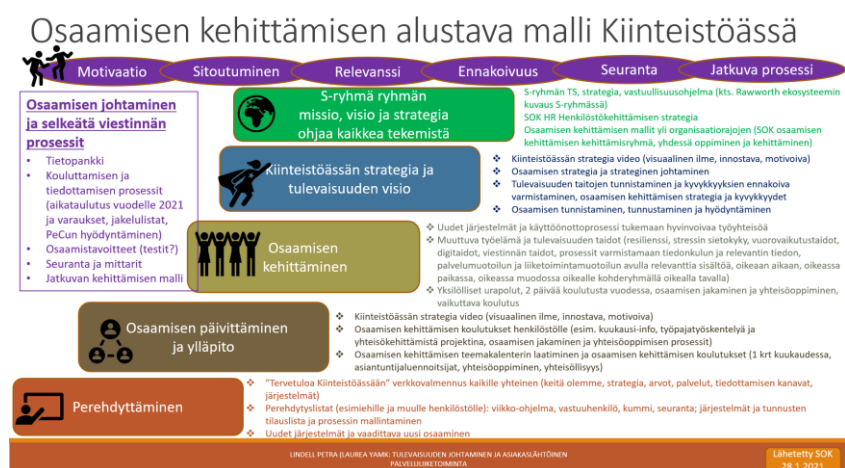 Osaamisen kehittämisen alustava malli Kiinteistöässä
Motivaatio
Sitoutuminen
Relevanssi
Ennakoivuus
Seuranta
Jatkuva prosessi
Osaamisen johtaminen
ja selkeätä viestinnän
prosessit
• Tietopankki
• Kouluttamisen ja
tiedottamisen prosessit
(aikataulutus vuodelle 2021
ja varaukset, jakelulistat,
PeCun hyödyntäminen)
• Osaamistavoitteet (testit?)
• Seuranta ja mittarit
• Jatkuvan kehittämisen malli
S-ryhmä ryhmän
missio, visio ja strategia
ohjaa kaikkea tekemistä
S-ryhmän TS, strategia, vastuullisuusohjelma (kts. Rawworth ekosysteemin
kuvaus S-ryhmässä)
SOK HR Henkilöstökehittämisen strategia
Osaamisen kehittämisen mallit yli organisaatiorajojen (SOK osaamisen
kehittämisen kehittämisryhmä, yhdessä oppiminen ja kehittäminen)
Kiinteistöässän strategia ja
tulevaisuuden visio
❖ Kiinteistöässän strategia video (visuaalinen ilme, innostava, motivoiva)
❖ Osaamisen strategia ja strateginen johtaminen
❖ Tulevaisuuden taitojen tunnistaminen ja kyvykkyyksien ennakoiva
varmistaminen, osaamisen kehittämisen strategia ja kyvykkyydet
❖ Osaamisen tunnistaminen, tunnustaminen ja hyödyntäminen
Osaamisen
kehittäminen
❖ Uudet järjestelmät ja käyttöönottoprosessi tukemaan hyvinvoivaa työyhteisöä
❖ Muuttuva työelämä ja tulevaisuuden taidot (resilienssi, stressin sietokyky, vuorovaikutustaidot,
digitaidot, viestinnän taidot, prosessit varmistamaan tiedonkulun ja relevantin tiedon,
palvelumuotoilun ja liiketoimintamuotoilun avulla relevanttia sisältöä, oikeaan aikaan, oikeassa
paikassa, oikeassa muodossa oikealle kohderyhmällä oikealla tavalla)
❖ Yksilölliset urapolut, 2 päivää koulutusta vuodessa, osaamisen jakaminen ja yhteisöoppiminen,
vaikuttava koulutus
Osaamisen päivittäminen
ja ylläpito
❖ Kiinteistöässän strategia video (visuaalinen ilme, innostava, motivoiva)
❖ Osaamisen kehittämisen koulutukset henkilöstölle (esim. kuukausi-info, työpajatyöskentelyä ja
yhteisökehittämistä projektina, osaamisen jakaminen ja yhteisöoppimisen prosessit)
❖ Osaamisen kehittämisen teemakalenterin laatiminen ja osaamisen kehittämisen koulutukset (1 krt kuukaudessa,
asiantuntijaluennoitsijat, yhteisöoppiminen, yhteisöllisyys)
Perehdyttäminen
❖ "Tervetuloa Kiinteistöässään" verkkovalmennus kaikille yhteinen (keitä olemme, strategia, arvot, palvelut, tiedottamisen kanavat,
järjestelmät)
❖ Perehdytyslistat (esimiehille ja muulle henkilöstölle): viikko-ohjelma, vastuuhenkilö, kummi, seuranta; järjestelmät ja tunnusten
tilauslista ja prosessin mallintaminen
❖ Uudet järjestelmät ja vaadittava uusi osaaminen
LINDELL PETRA (LAUREA YAMK: TULEVAISUUDEN JOHTAMINEN JA ASIAKASLÄHTÖINEN
PALVELULIIKETOIMINTA
Lähetetty SOK
28.1.2021